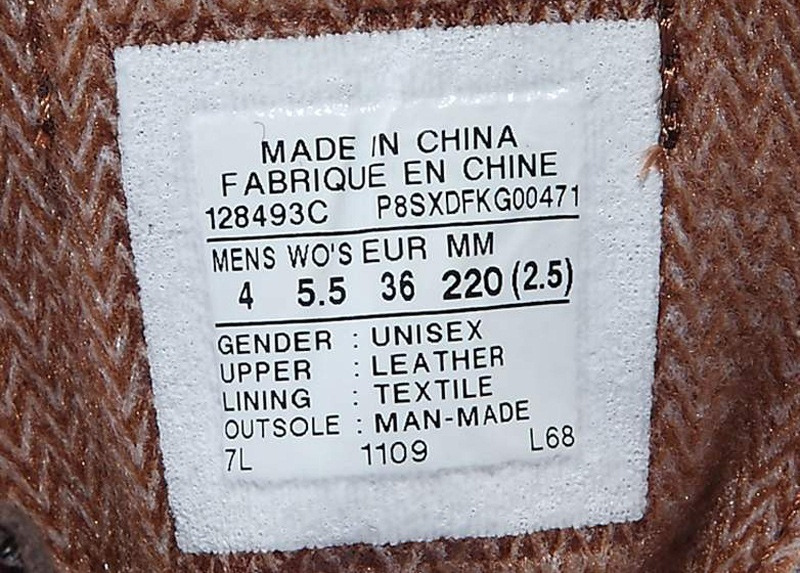 MADE IN CHINA
FABRIQUE EN CHINE
128493C P8SXDFKG00471
MENS WO'S EUR MM
4 5.5 36 220 (2.5)
GENDER : UNISEX
UPPER : LEATHER
LINING : TEXTILE
OUTSOLE : MAN-MADE
7L 1109 L68